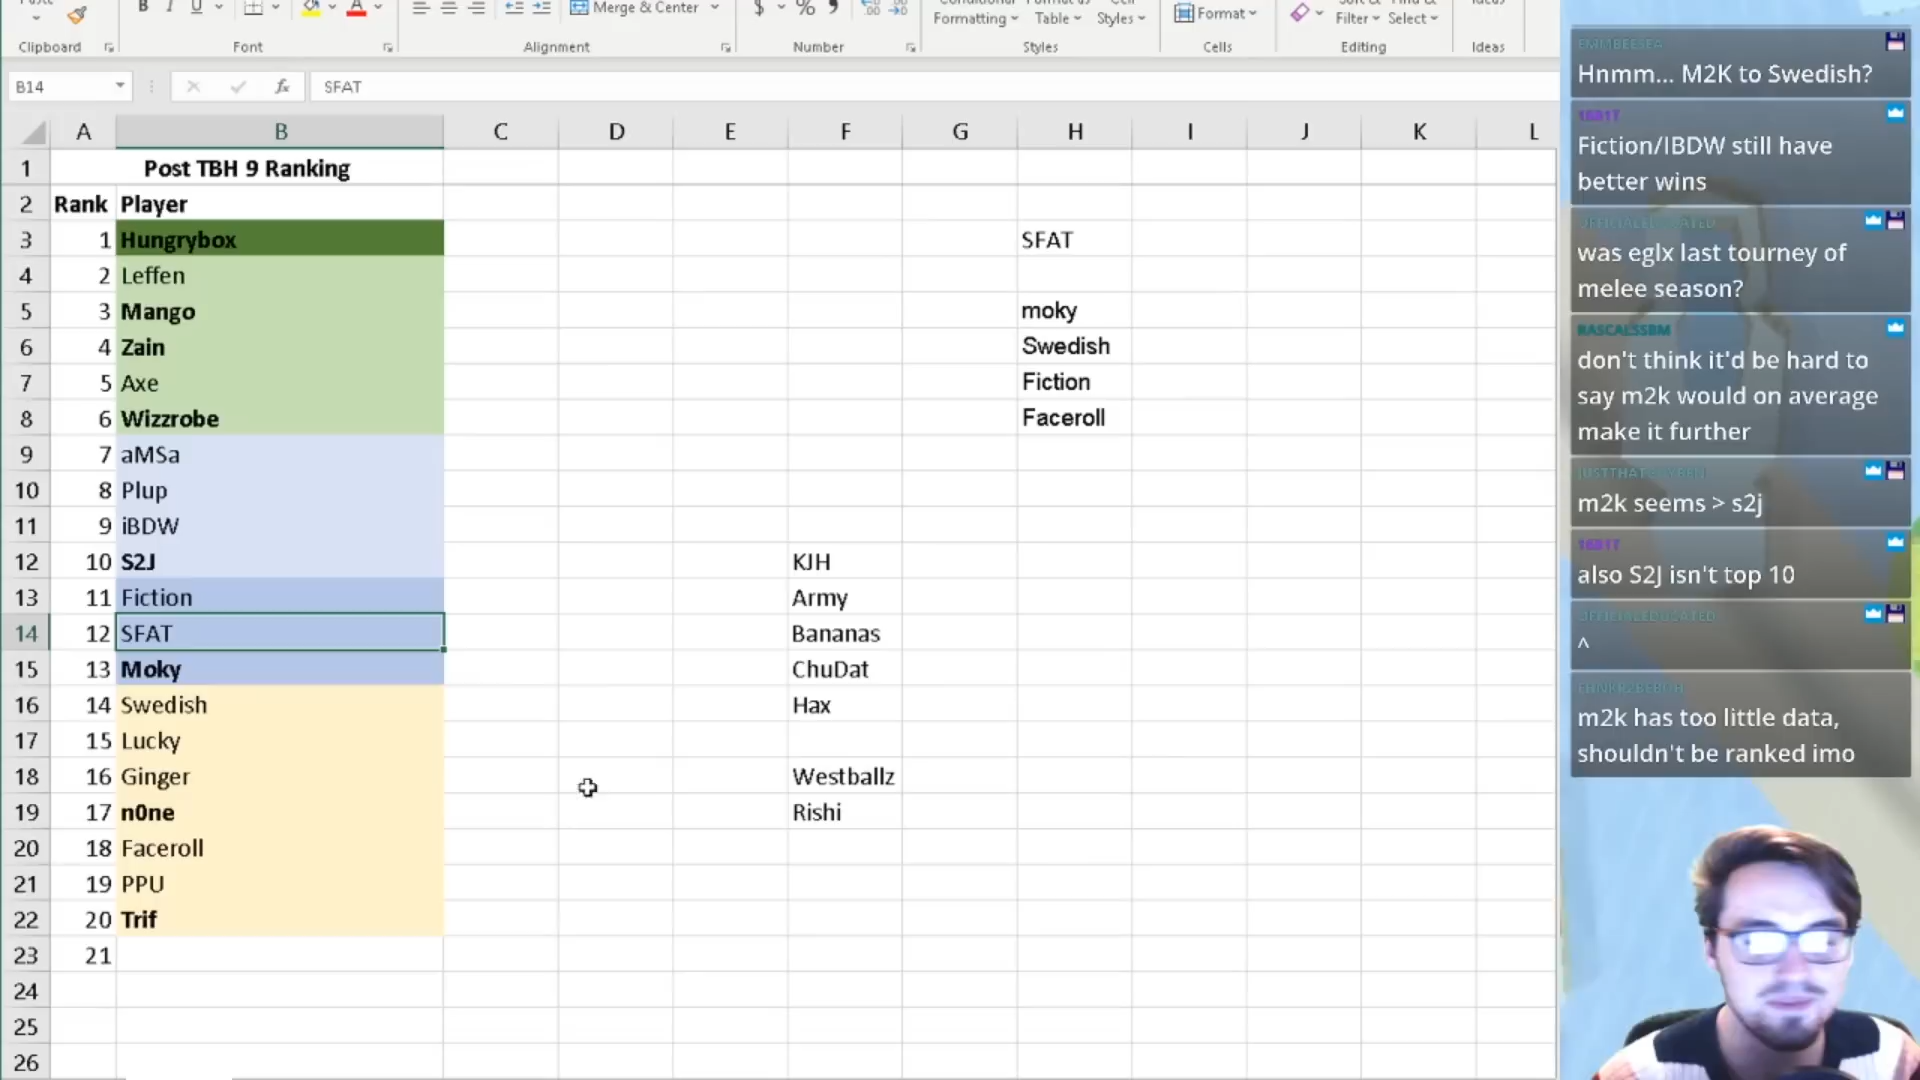 B I U
A
Merge & Center
$ % 9
Formatting Table Styles
Format
Filter Select
Clipboard Font Alignment Number Styles Cells Editing Ideas
B14 fx SFAT
A B C D E F G H I J K L
1 Post TBH 9 Ranking
2 Rank Player
3 1 Hungrybox SFAT
4 2 Leffen
5 3 Mango moky
6 4 Zain Swedish
7 5 Axe Fiction
8 6 Wizzrobe Faceroll
9 7 aMSa
10 8 Plup
11 9 iBDW
12 10 S2J KJH
13 11 Fiction Army
14 12 SFAT Bananas
15 13 Moky ChuDat
16 14 Swedish Hax
17 15 Lucky
18 16 Ginger Westballz
19 17 n0ne Rishi
20 18 Faceroll
21 19 PPU
22 20 Trif
23 21
24
25
26
Hnmm... M2K to Swedish?
Fiction/IBDW still have
better wins
was eglx last tourney of
melee season?
RASCALSSBM
don't think it'd be hard to
say m2k would on average
make it further
m2k seems > s2j
also S2J isn't top 10
^
m2k has too little data,
shouldn't be ranked imo